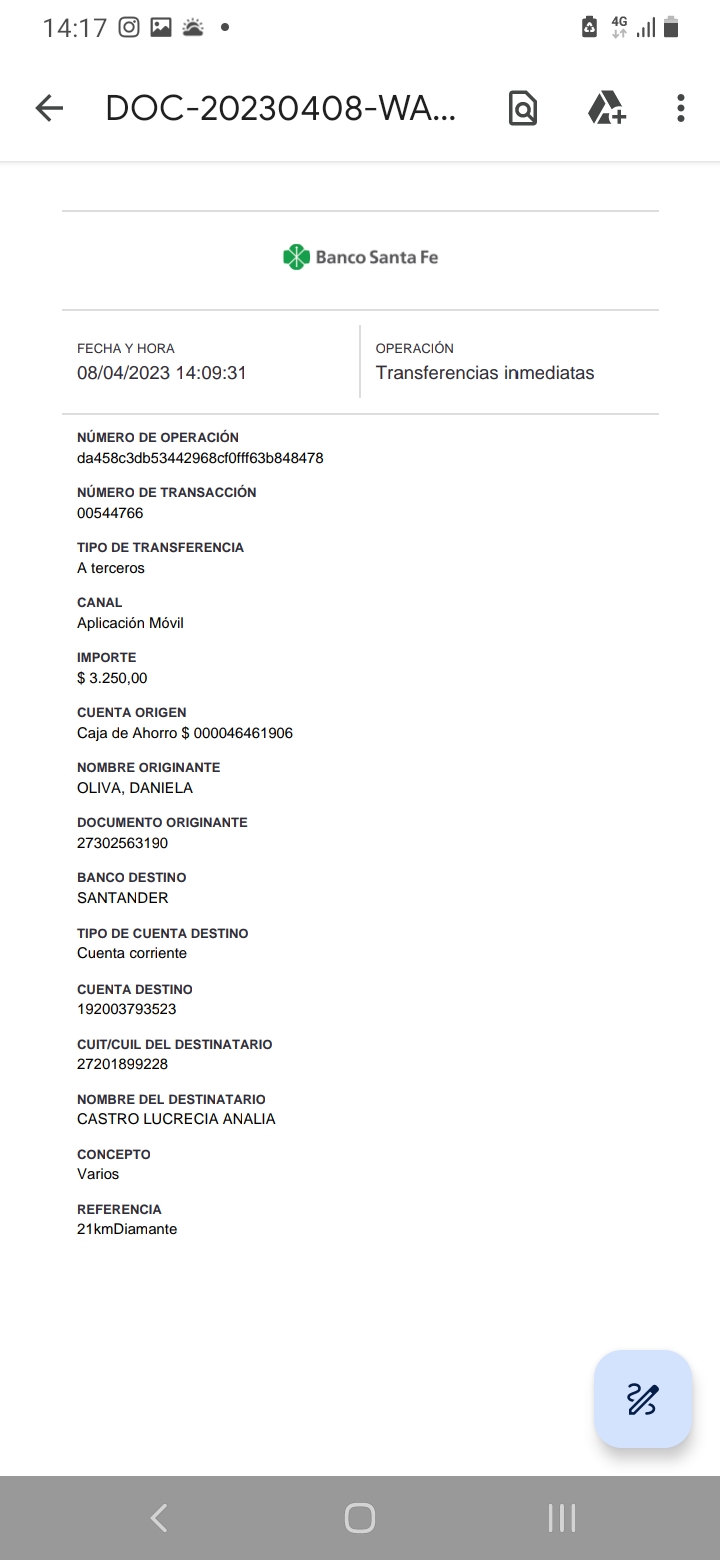 14:17
4G
DOC-20230408-WA...
Banco Santa Fe
FECHA Y HORA
08/04/2023 14:09:31
OPERACIÓN
Transferencias inmediatas
NÚMERO DE OPERACIÓN
da458c3db53442968cf0fff63b848478
NÚMERO DE TRANSACCIÓN
00544766
TIPO DE TRANSFERENCIA
A terceros
CANAL
Aplicación Móvil
IMPORTE
$ 3.250,00
CUENTA ORIGEN
Caja de Ahorro $ 000046461906
NOMBRE ORIGINANTE
OLIVA, DANIELA
DOCUMENTO ORIGINANTE
27302563190
BANCO DESTINO
SANTANDER
TIPO DE CUENTA DESTINO
Cuenta corriente
CUENTA DESTINO
192003793523
CUIT/CUIL DEL DESTINATARIO
27201899228
NOMBRE DEL DESTINATARIO
CASTRO LUCRECIA ANALIA
CONCEPTO
Varios
REFERENCIA
21kmDiamante